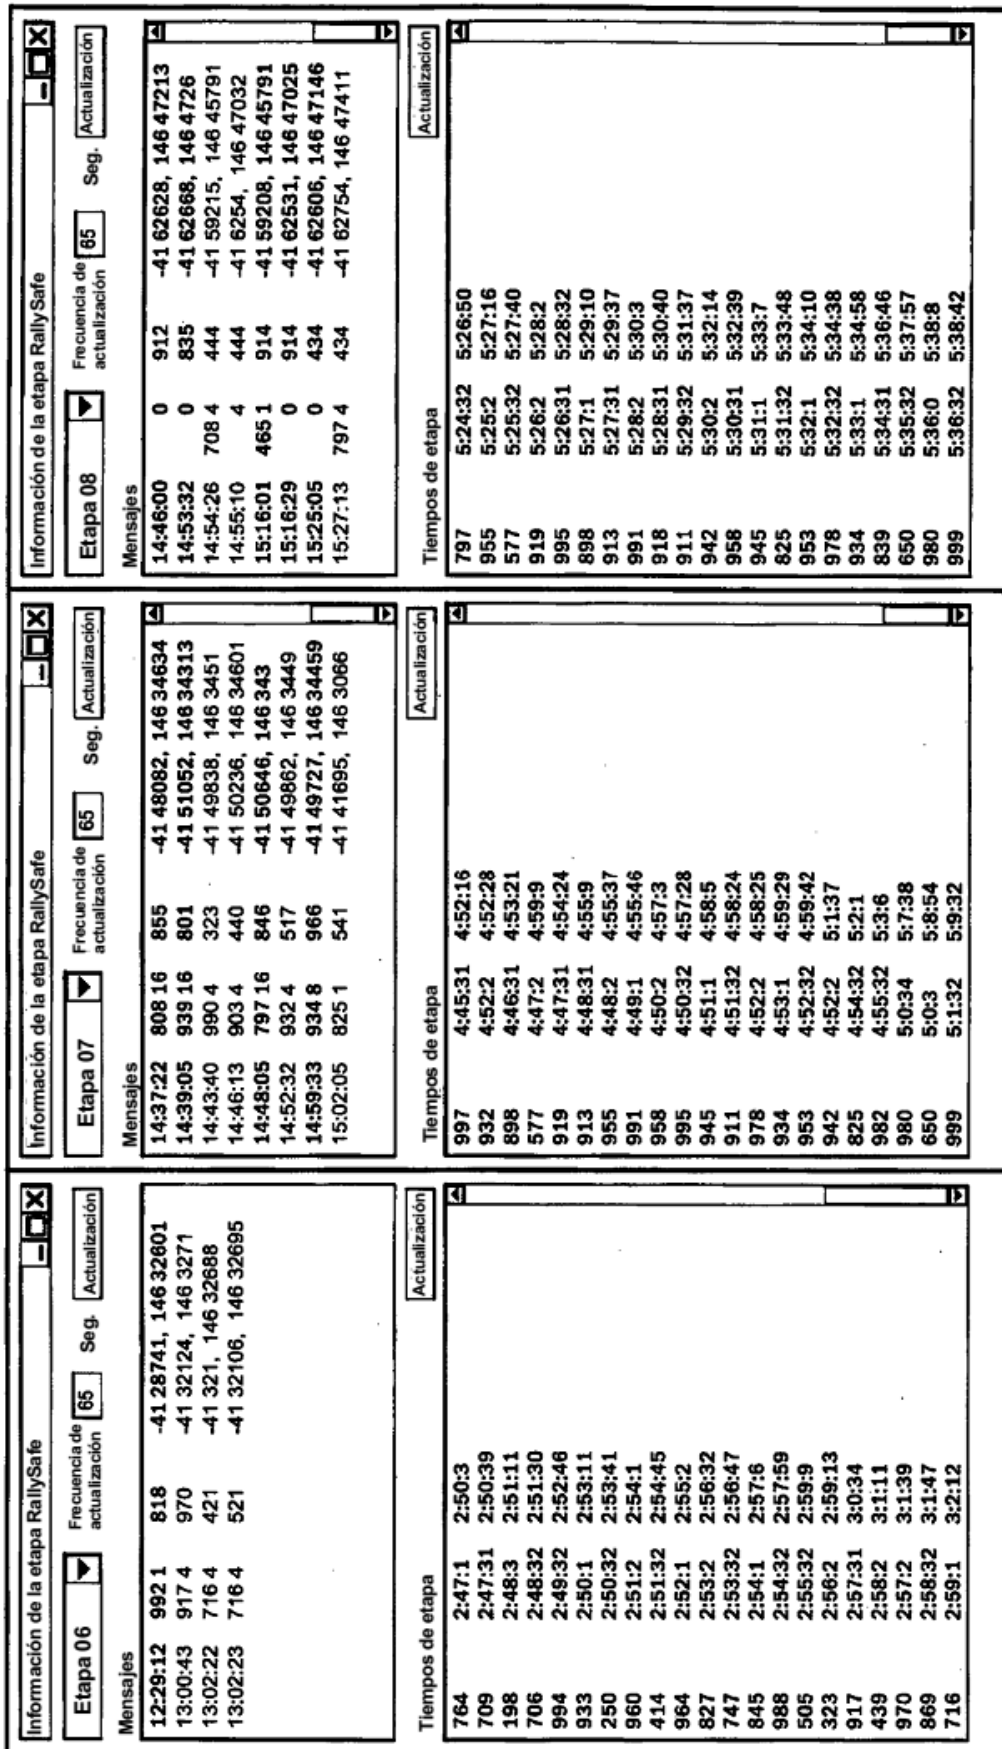 Información de la etapa RallySafe
Etapa 06 Frecuencia de actualización 65 Seg. Actualización
Mensajes
12:29:12 992 1 818 -41 28741, 146 32601
13:00:43 917 4 970 -41 32124, 146 3271
13:02:22 716 4 421 -41 321, 146 32688
13:02:23 716 4 521 -41 32106, 146 32695
Tiempos de etapa Actualización
764 2:47:1 2:50:3
709 2:47:31 2:50:39
198 2:48:3 2:51:11
706 2:48:32 2:51:30
994 2:49:32 2:52:46
933 2:50:1 2:53:11
250 2:50:32 2:53:41
960 2:51:2 2:54:1
414 2:51:32 2:54:45
964 2:52:1 2:55:2
827 2:53:2 2:56:32
747 2:53:32 2:56:47
845 2:54:1 2:57:6
988 2:54:32 2:57:59
505 2:55:32 2:59:9
323 2:56:2 2:59:13
917 2:57:31 3:0:34
439 2:58:2 3:1:11
970 2:57:2 3:1:39
869 2:58:32 3:1:47
716 2:59:1 3:2:12
Información de la etapa RallySafe
Etapa 07 Frecuencia de actualización 65 Seg. Actualización
Mensajes
14:37:22 808 16 855 -41 48082, 146 34634
14:39:05 939 16 801 -41 51052, 146 34313
14:43:40 990 4 323 -41 49838, 146 3451
14:46:13 903 4 440 -41 50236, 146 34601
14:48:05 797 16 846 -41 50646, 146 343
14:52:32 932 4 517 -41 49862, 146 3449
14:59:33 934 8 966 -41 49727, 146 34459
15:02:05 825 1 541 -41 41695, 146 3066
Tiempos de etapa Actualización
997 4:45:31 4:52:16
932 4:52:2 4:52:28
898 4:46:31 4:53:21
577 4:47:2 4:59:9
919 4:47:31 4:54:24
913 4:48:31 4:55:9
955 4:48:2 4:55:37
991 4:49:1 4:55:46
958 4:50:2 4:57:3
995 4:50:32 4:57:28
945 4:51:1 4:58:5
911 4:51:32 4:58:24
978 4:52:2 4:58:25
934 4:53:1 4:59:29
953 4:52:32 4:59:42
942 4:52:2 5:1:37
825 4:54:32 5:2:1
982 4:55:32 5:3:6
980 5:0:34 5:7:38
650 5:0:3 5:8:54
999 5:1:32 5:9:32
Información de la etapa RallySafe
Etapa 08 Frecuencia de actualización 65 Seg. Actualización
Mensajes
14:46:00 0 912 -41 62628, 146 47213
14:53:32 0 835 -41 62668, 146 4726
14:54:26 708 4 444 -41 59215, 146 45791
14:55:10 4 444 -41 6254, 146 47032
15:16:01 465 1 914 -41 59208, 146 45791
15:16:29 0 914 -41 62531, 146 47025
15:25:05 0 434 -41 62606, 146 47146
15:27:13 797 4 434 -41 62754, 146 47411
Tiempos de etapa Actualización
797 5:24:32 5:26:50
955 5:25:2 5:27:16
577 5:25:32 5:27:40
919 5:26:2 5:28:2
995 5:26:31 5:28:32
898 5:27:1 5:29:10
913 5:27:31 5:29:37
991 5:28:2 5:30:3
918 5:28:31 5:30:40
911 5:29:32 5:31:37
942 5:30:2 5:32:14
958 5:30:31 5:32:39
945 5:31:1 5:33:7
825 5:31:32 5:33:48
953 5:32:1 5:34:10
978 5:32:32 5:34:38
934 5:33:1 5:34:58
839 5:34:31 5:36:46
650 5:35:32 5:37:57
980 5:36:0 5:38:8
999 5:36:32 5:38:42